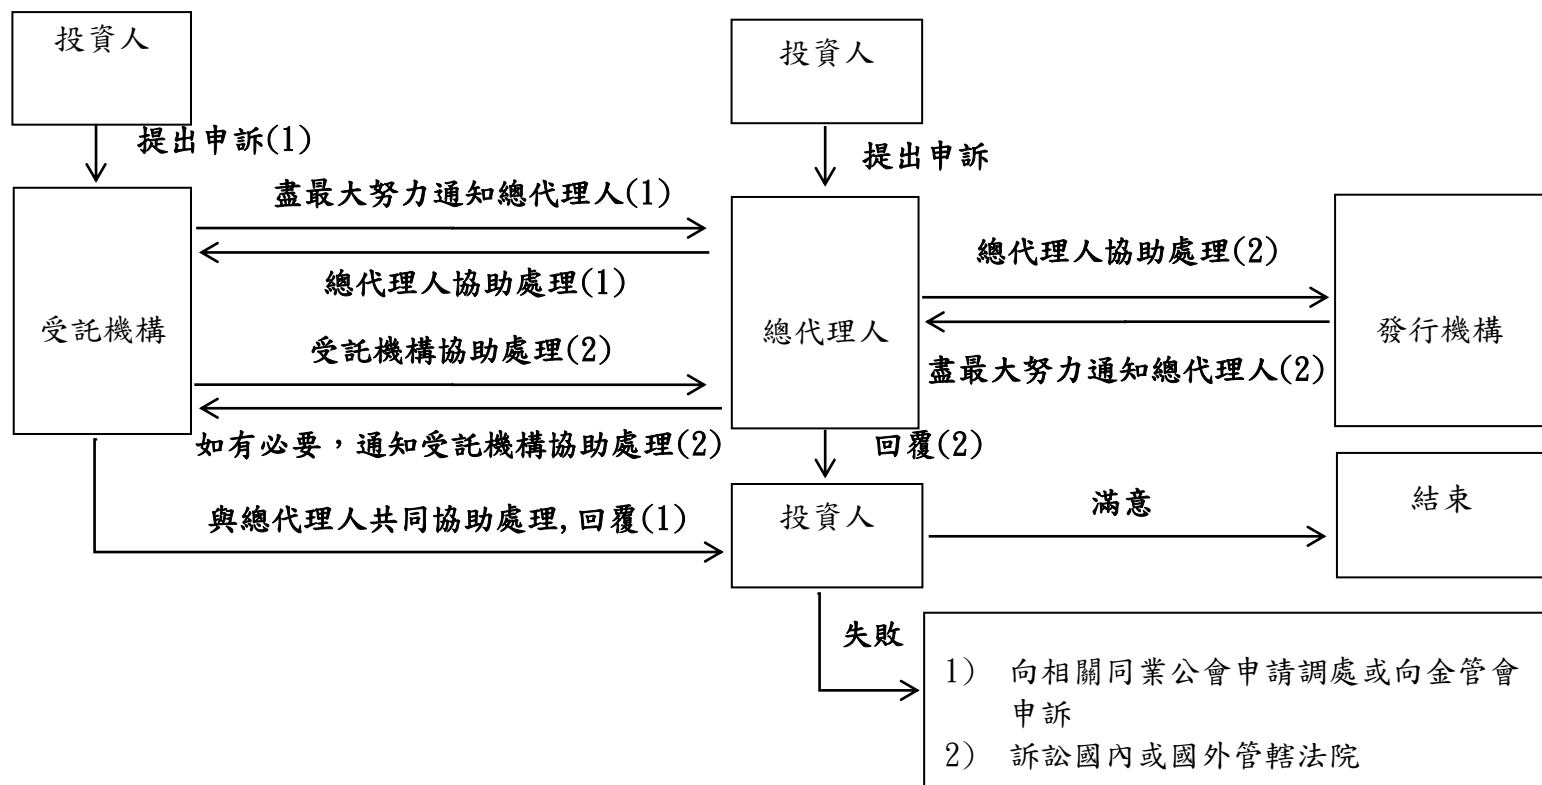 投資人
投資人
提出申訴(1)
提出申訴
盡最大努力通知總代理人(1)
總代理人協助處理(2)
總代理人協助處理(1)
受託機構
總代理人
發行機構
受託機構協助處理(2)
盡最大努力通知總代理人(2)
如有必要，通知受託機構協助處理(2)
回覆(2)
與總代理人共同協助處理,回覆(1)
投資人
滿意
結束
失敗
1) 向相關同業公會申請調處或向金管會
申訴
2) 訴訟國內或國外管轄法院